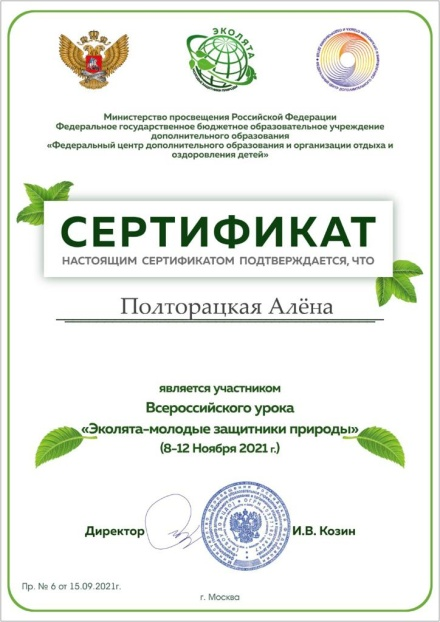 ЭКОЛЯТА
Министерство просвещения Российской Федерации
Федеральное государственное бюджетное образовательное учреждение
дополнительного образования
«Федеральный центр дополнительного образования и организации отдыха и
оздоровления детей»
СЕРТИФИКАТ
НАСТОЯЩИМ СЕРТИФИКАТОМ ПОДТВЕРЖДАЕТСЯ, ЧТО
Полторацкая Алёна
является участником
Всероссийского урока
«Эколята-молодые защитники природы»
(8-12 Ноября 2021 г.)
Директор
И.В. Козин
Пр. № 6 от 15.09.2021г.
г. Москва